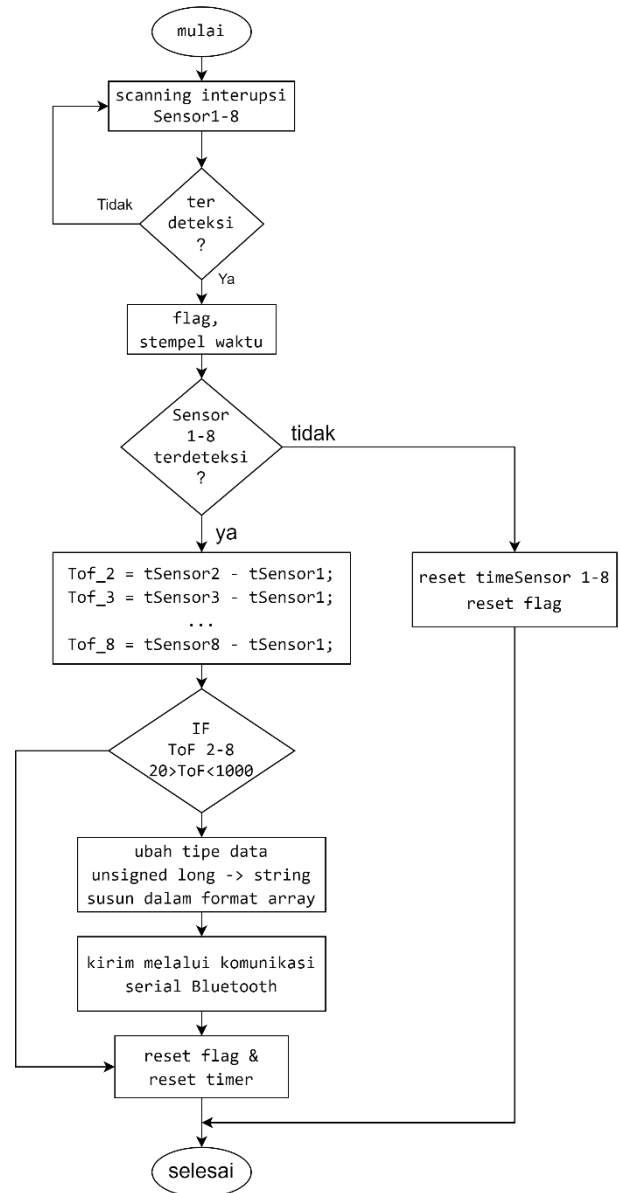 mulai
scanning interupsi
Sensor1-8
Tidak
ter
deteksi
?
Ya
flag,
stempel waktu
Sensor
1-8
terdeteksi
?
tidak
ya
Tof_2 = tSensor2 - tSensor1;
Tof_3 = tSensor3 - tSensor1;
...
Tof_8 = tSensor8 - tSensor1;
reset timeSensor 1-8
reset flag
IF
ToF 2-8
20>ToF<1000
ubah tipe data
unsigned long -> string
susun dalam format array
kirim melalui komunikasi
serial Bluetooth
reset flag &
reset timer
selesai